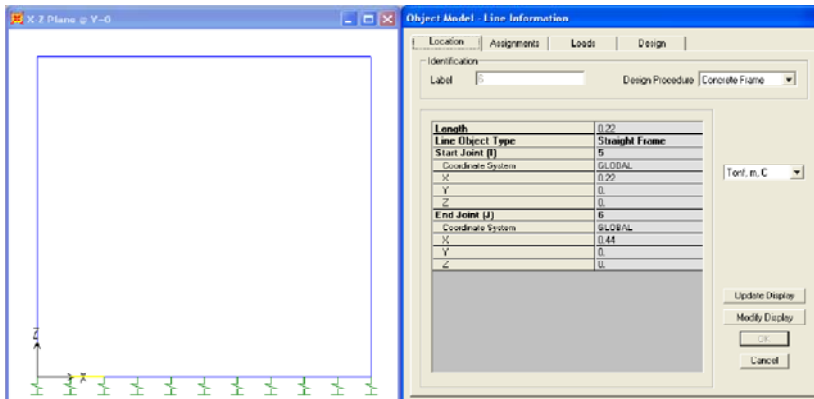 X Z Plane @ Y=0
Object Model - Line Information
Location
Assignments
Loads
Design
Identification
Label
6
Design Procedure
Concrete Frame
Length 0.22
Line Object Type Straight Frame
Start Joint (I) 5
Coordinate System GLOBAL
X 0.22
Y 0.
Z 0.
End Joint (J) 6
Coordinate System GLOBAL
X 0.44
Y 0.
Z 0.
Tonf, m, C
Update Display
Modify Display
OK
Cancel
Z
X